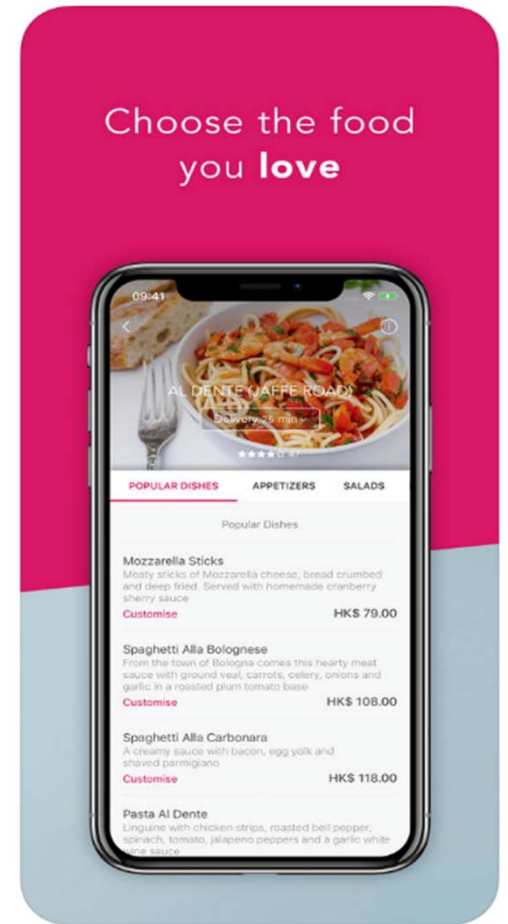 Choose the food
you love
09:41
AL DENTE (JAFFE ROAD)
Delivery 25 min
47
POPULAR DISHES APPETIZERS SALADS
Popular Dishes
Mozzarella Sticks
Meaty sticks of Mozzarella cheese, bread crumbed
and deep fried. Served with homemade cranberry
sherry sauce
Customise HK$ 79.00
Spaghetti Alla Bolognese
From the town of Bologna comes this hearty meat
sauce with ground veal, carrots, celery, onions and
garlic in a roasted plum tomato base
Customise HK$ 108.00
Spaghetti Alla Carbonara
A creamy sauce with bacon, egg yolk and
shaved parmigiano
Customise HK$ 118.00
Pasta Al Dente
Linguine with chicken strips, roasted bell pepper,
spinach, tomato, jalapeno peppers and a garlic white
wine sauce